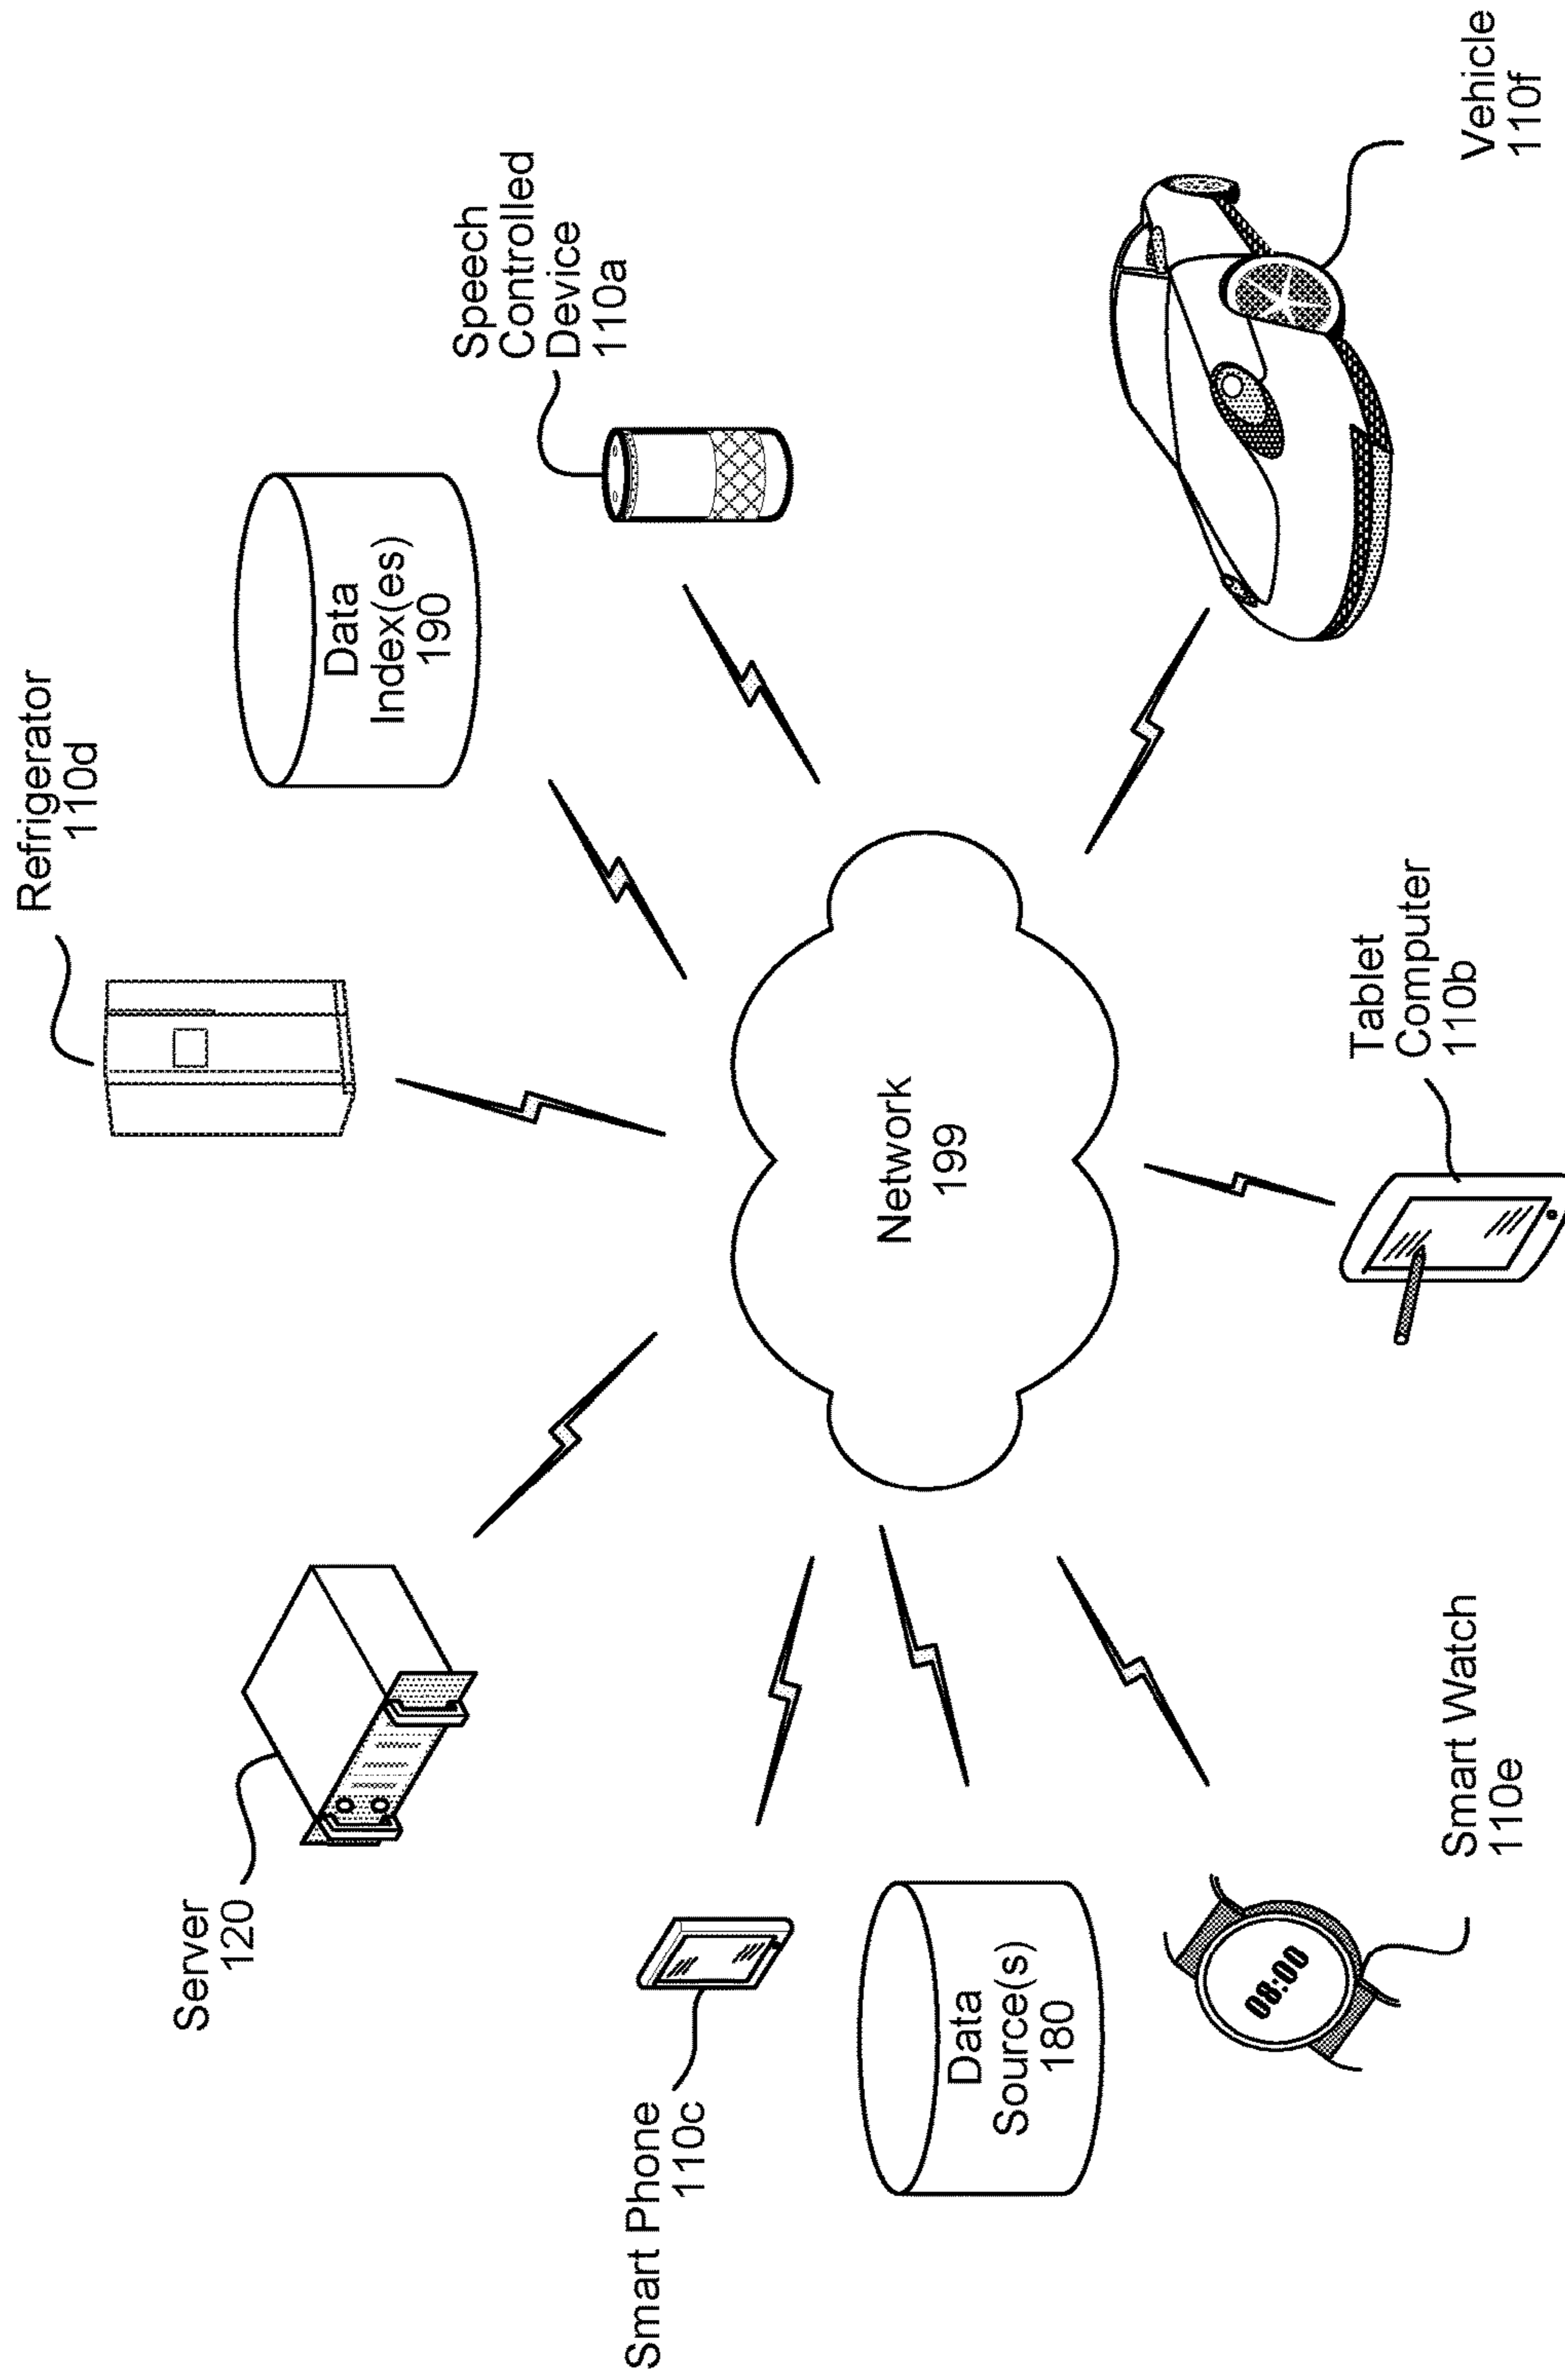 Refrigerator
110d
Server
120
Data
Index(es)
190
Speech
Controlled
Device
110a
Smart Phone
110c
Network
199
Data
Source(s)
180
08:00
Smart Watch
110e
Tablet
Computer
110b
Vehicle
110f